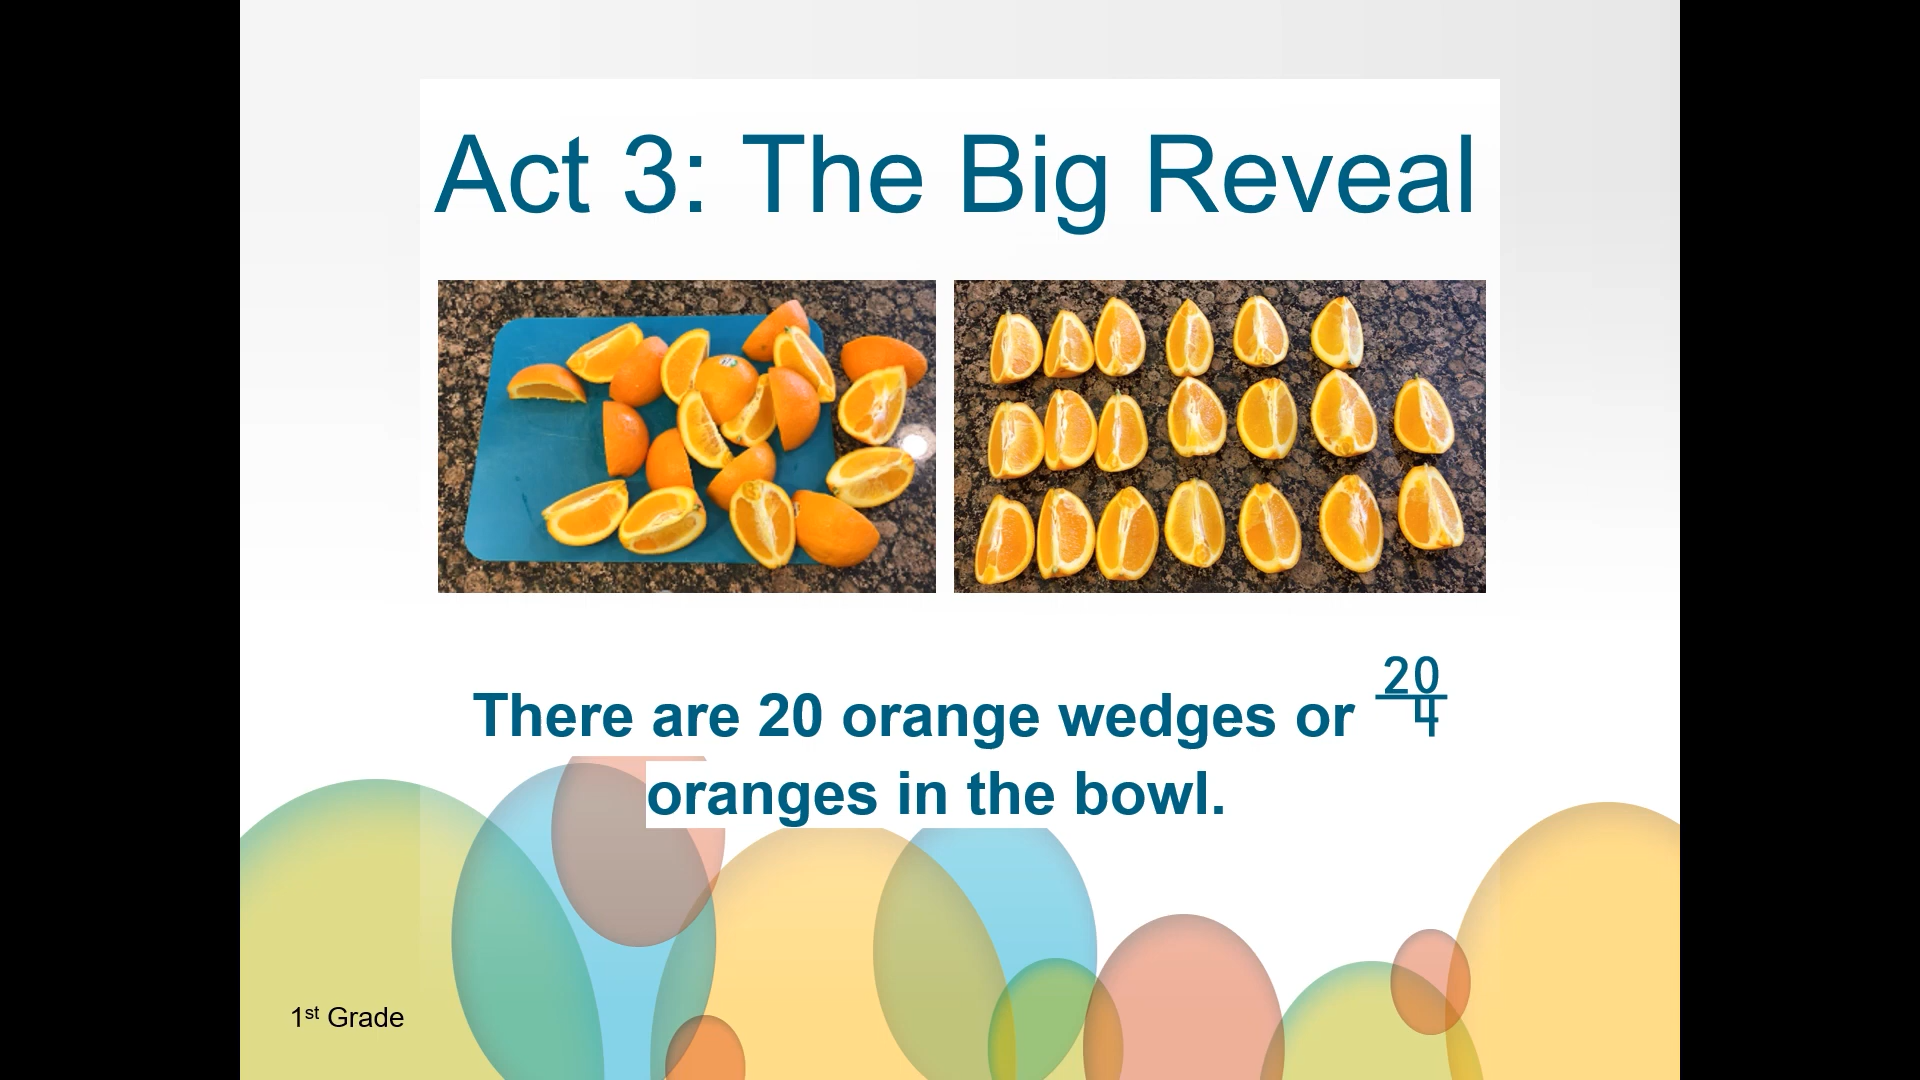 Act 3: The Big Reveal
There are 20 orange wedges or 20/4
oranges in the bowl.
1st Grade